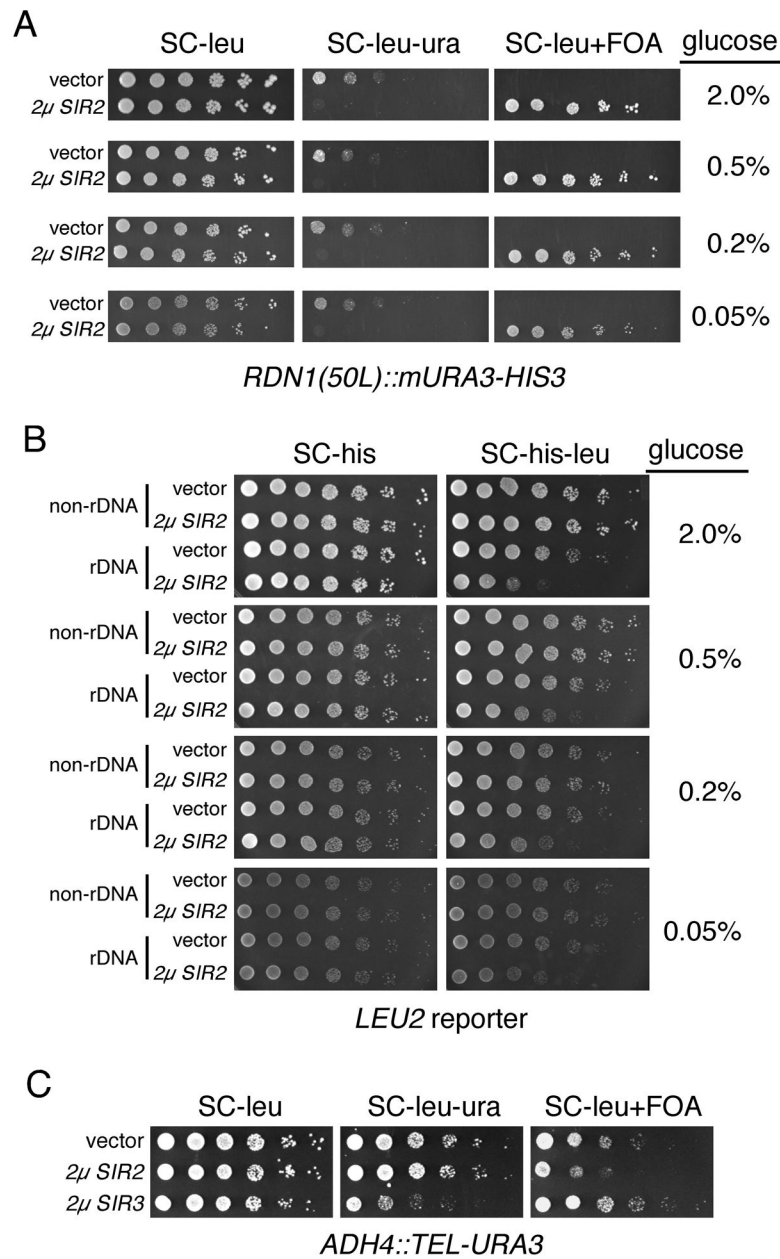 A
SC-leu SC-leu-ura SC-leu+FOA glucose
vector
2µ SIR2
2.0%
vector
2µ SIR2
0.5%
vector
2µ SIR2
0.2%
vector
2µ SIR2
0.05%
RDN1(50L)::mURA3-HIS3
B
SC-his SC-his-leu glucose
non-rDNA
vector
2µ SIR2
rDNA
vector
2µ SIR2
2.0%
non-rDNA
vector
2µ SIR2
rDNA
vector
2µ SIR2
0.5%
non-rDNA
vector
2µ SIR2
rDNA
vector
2µ SIR2
0.2%
non-rDNA
vector
2µ SIR2
rDNA
vector
2µ SIR2
0.05%
LEU2 reporter
C
SC-leu SC-leu-ura SC-leu+FOA
vector
2µ SIR2
2µ SIR3
ADH4::TEL-URA3